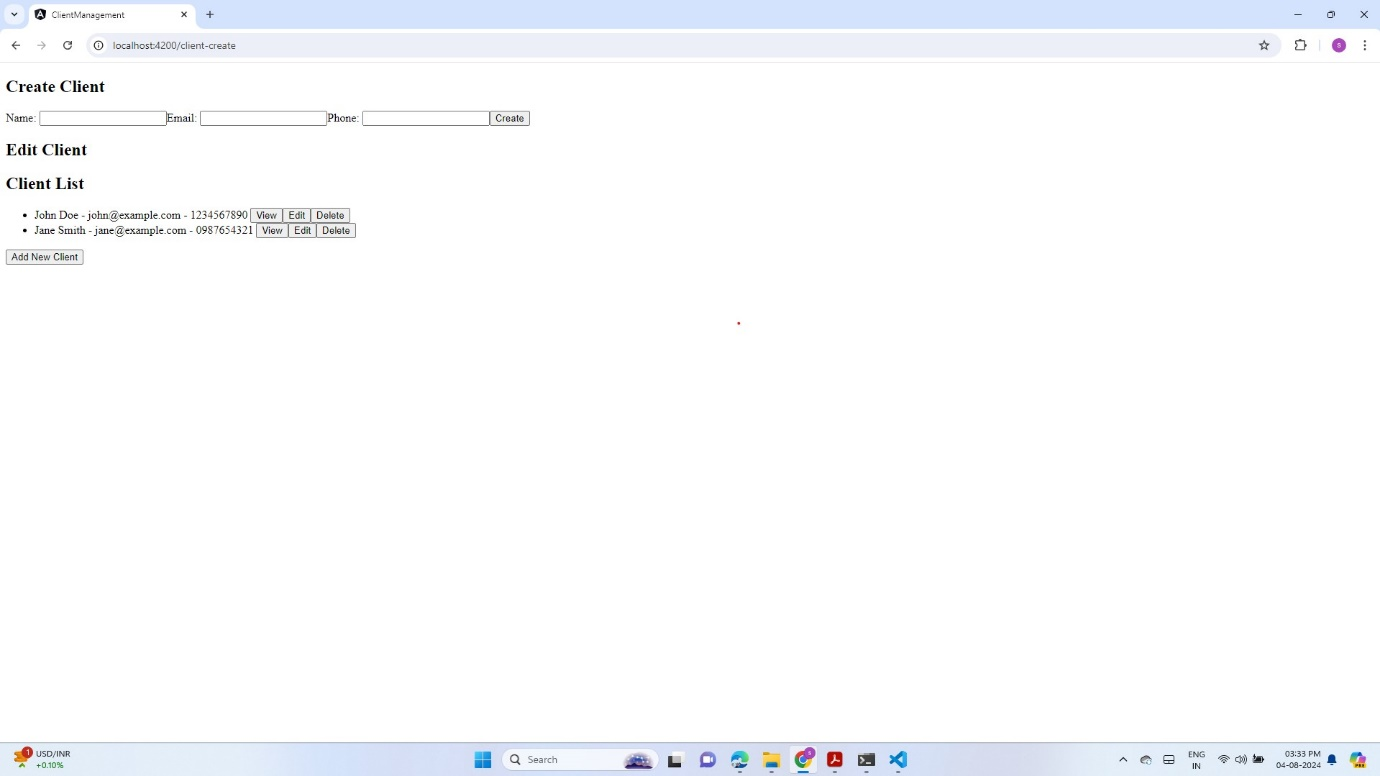 ClientManagement
localhost:4200/client-create
S
Create Client
Name: Email: Phone: Create
Edit Client
Client List
• John Doe - john@example.com - 1234567890 View Edit Delete
• Jane Smith - jane@example.com - 0987654321 View Edit Delete
Add New Client
1 USD/INR
+0.10%
Search
ENG
IN
03:33 PM
04-08-2024
PRE